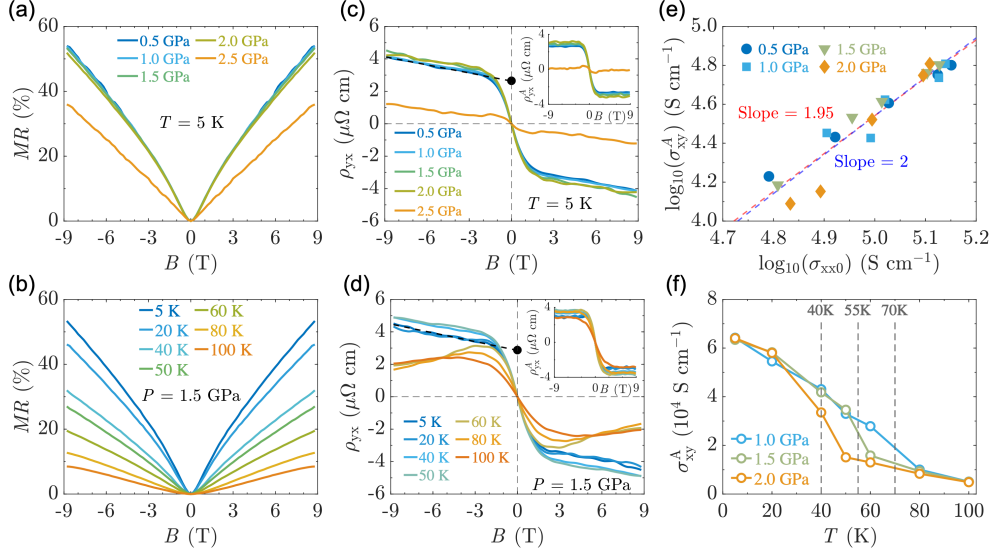 (a)
60
40
20
0
MR (%)
0.5 GPa
1.0 GPa
1.5 GPa
2.0 GPa
2.5 GPa
T = 5 K
-9 -6 -3 0 3 6 9
B (T)
(b)
60
40
20
0
MR (%)
5 K
20 K
40 K
50 K
60 K
80 K
100 K
P = 1.5 GPa
-9 -6 -3 0 3 6 9
B (T)
(c)
6
4
2
0
-2
-4
-6
ρyx (μΩ cm)
0.5 GPa
1.0 GPa
1.5 GPa
2.0 GPa
2.5 GPa
T = 5 K
4
0
-4
ρyx^A (μΩ cm)
-9 0 B (T) 9
-9 -6 -3 0 3 6 9
B (T)
(d)
6
4
2
0
-2
-4
-6
ρyx (μΩ cm)
5 K
20 K
40 K
50 K
60 K
80 K
100 K
P = 1.5 GPa
4
0
-4
ρyx^A (μΩ cm)
-9 0 B (T) 9
-9 -6 -3 0 3 6 9
B (T)
(e)
5.0
4.8
4.6
4.4
4.2
4.0
log10(σxy^A) (S cm⁻¹)
0.5 GPa
1.0 GPa
1.5 GPa
2.0 GPa
Slope = 1.95
Slope = 2
4.7 4.8 4.9 5.0 5.1 5.2
log10(σxx0) (S cm⁻¹)
(f)
8
6
4
2
0
σxy^A (10⁴ S cm⁻¹)
40K 55K 70K
1.0 GPa
1.5 GPa
2.0 GPa
0 20 40 60 80 100
T (K)